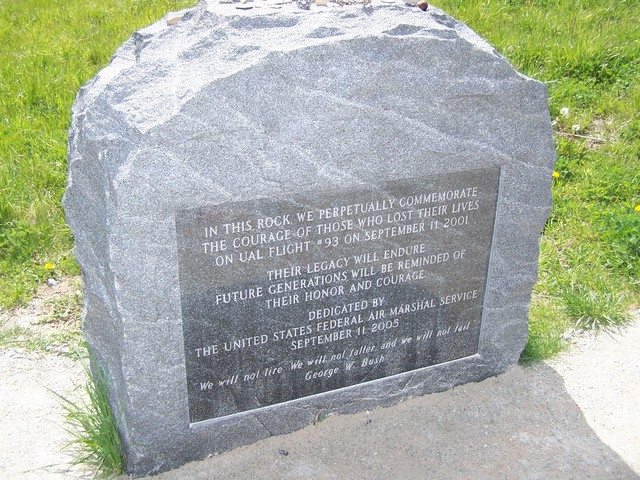 IN THIS ROCK, WE PERPETUALLY COMMEMORATE
THE COURAGE OF THOSE WHO LOST THEIR LIVES
ON UAL FLIGHT #93 ON SEPTEMBER 11, 2001
THEIR LEGACY WILL ENDURE
FUTURE GENERATIONS WILL BE REMINDED OF
THEIR HONOR AND COURAGE
DEDICATED BY
THE UNITED STATES FEDERAL AIR MARSHAL SERVICE
SEPTEMBER 11, 2005
We will not tire We will not falter, and we will not fail
George W. Bush